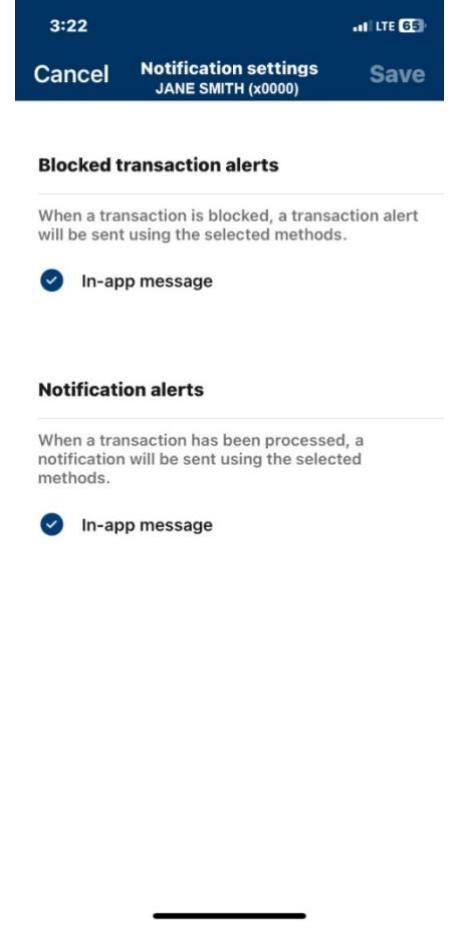 3:22 LTE 65
Cancel Notification settings Save
JANE SMITH (x0000)
Blocked transaction alerts
When a transaction is blocked, a transaction alert
will be sent using the selected methods.
In-app message
Notification alerts
When a transaction has been processed, a
notification will be sent using the selected
methods.
In-app message